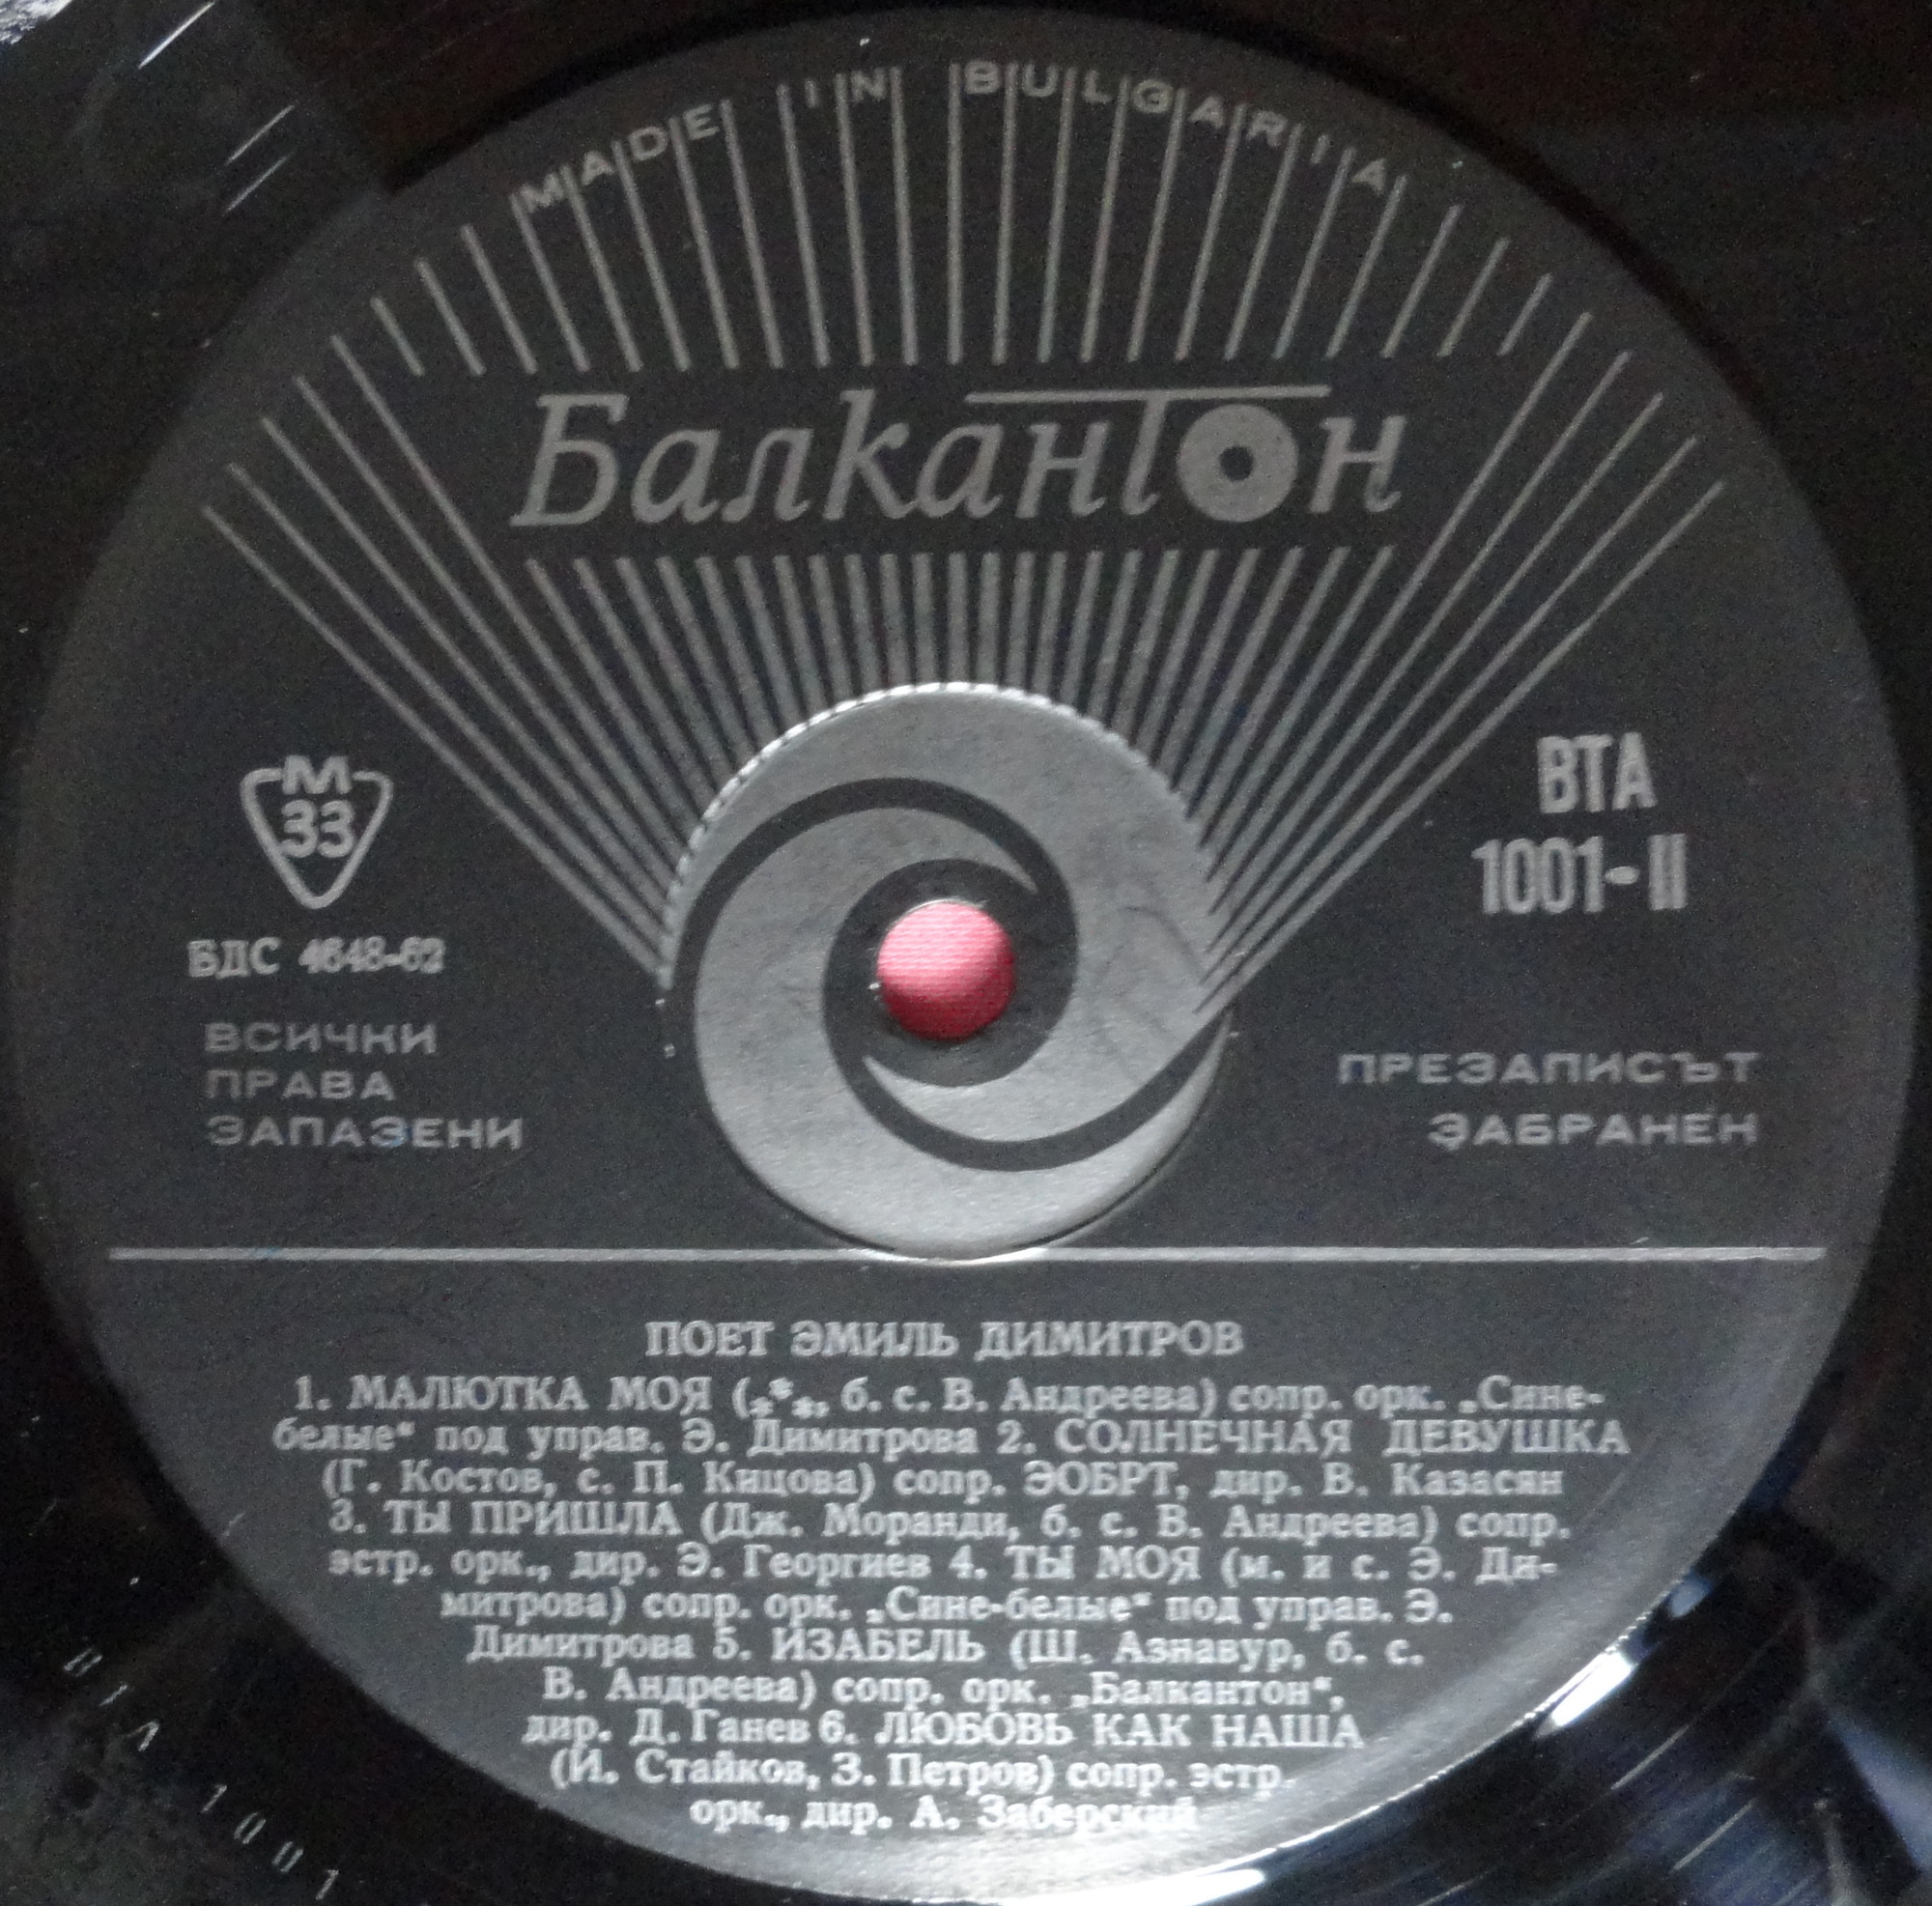 MADE IN BULGARIA
Балкантон
М
33
ВТА
1001-II
БДС 4648-62
ВСИЧКИ
ПРАВА
ЗАПАЗЕНИ
ПРЕЗАПИСЪТ
ЗАБРАНЕН
ПОЕТ ЭМИЛЬ ДИМИТРОВ
1. МАЛЮТКА МОЯ (***, б. с. В. Андреева) сопр. орк. „Сине-
белые“ под управ. Э. Димитрова 2. СОЛНЕЧНАЯ ДЕВУШКА
(Г. Костов, с. П. Кицова) сопр. ЭОБРТ, дир. В. Казасян
3. ТЫ ПРИШЛА (Дж. Моранди, б. с. В. Андреева) сопр.
эстр. орк., дир. Э. Георгиев 4. ТЫ МОЯ (м. и с. Э. Ди-
митрова) сопр. орк. „Сине-белые“ под управ. Э.
Димитрова 5. ИЗАБЕЛЬ (Ш. Азнавур, б. с.
В. Андреева) сопр. орк. „Балкантон“,
дир. Д. Ганев 6. ЛЮБОВЬ КАК НАША
(И. Стайков, З. Петров) сопр. эстр.
орк., дир. А. Заберский
ВТА 1001